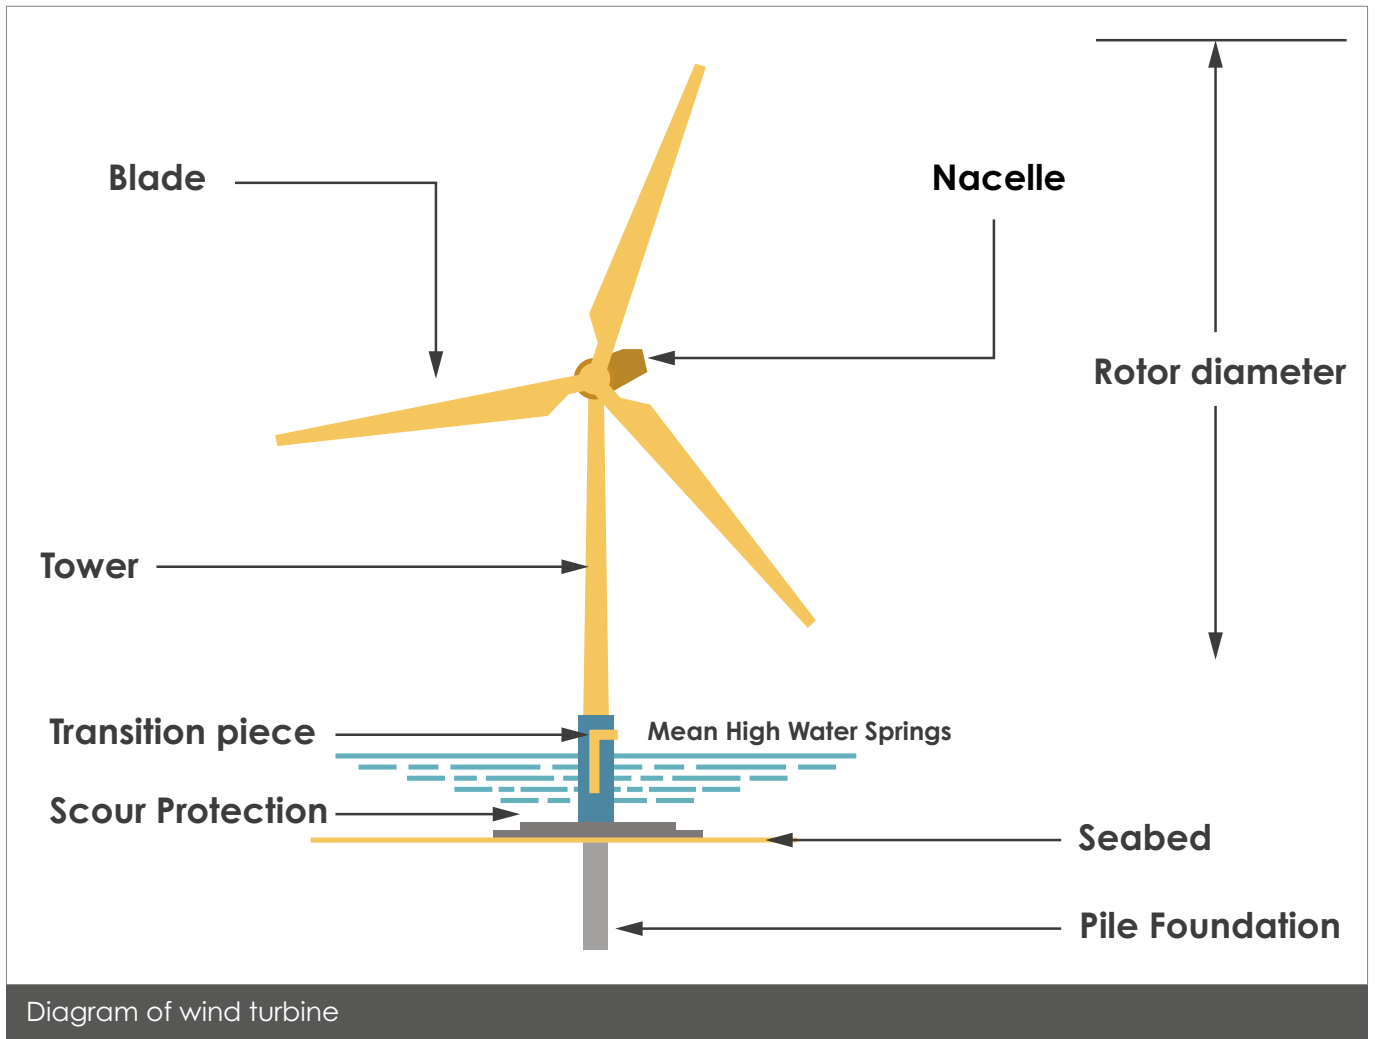 Blade
Nacelle
Rotor diameter
Tower
Transition piece
Mean High Water Springs
Scour Protection
Seabed
Pile Foundation
Diagram of wind turbine